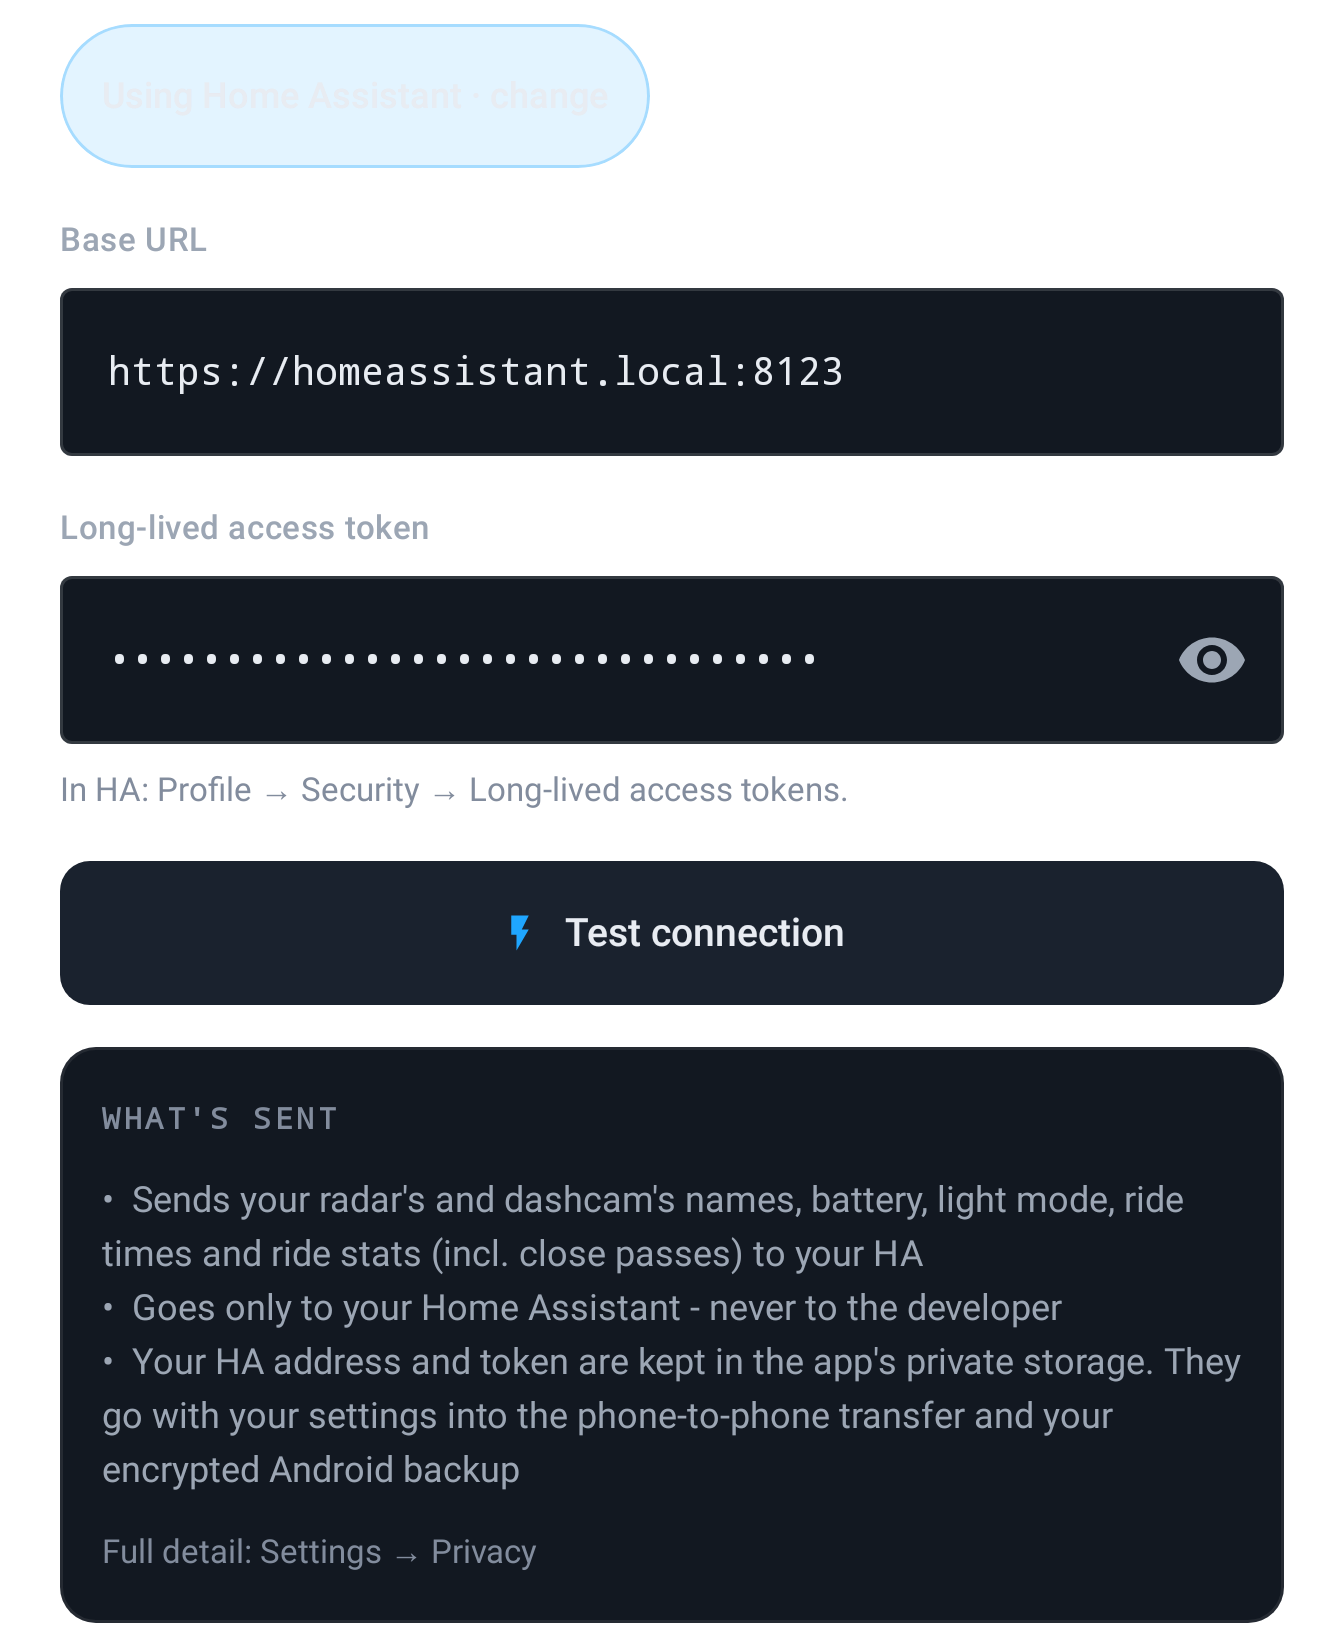 Using Home Assistant · change
Base URL
https://homeassistant.local:8123
Long-lived access token
•••••••••••••••••••••••••••••••
In HA: Profile → Security → Long-lived access tokens.
Test connection
WHAT'S SENT
• Sends your radar's and dashcam's names, battery, light mode, ride
times and ride stats (incl. close passes) to your HA
• Goes only to your Home Assistant - never to the developer
• Your HA address and token are kept in the app's private storage. They
go with your settings into the phone-to-phone transfer and your
encrypted Android backup
Full detail: Settings → Privacy